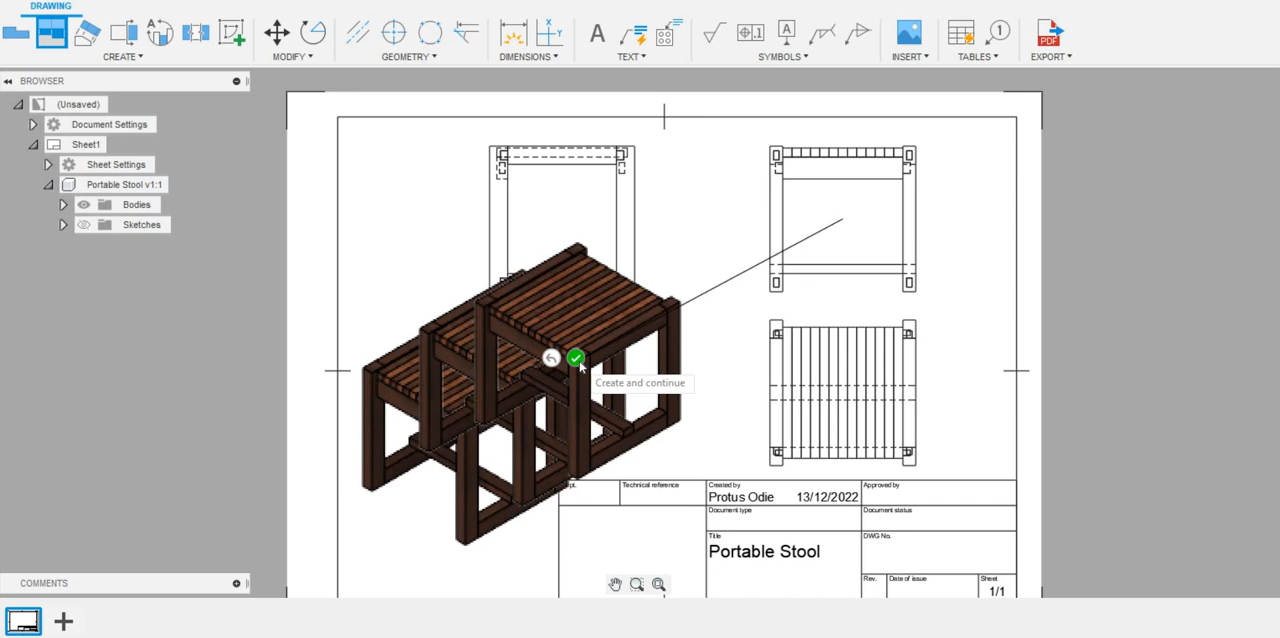 DRAWING
CREATE
MODIFY
GEOMETRY
DIMENSIONS
TEXT
SYMBOLS
INSERT
TABLES
EXPORT
BROWSER
(Unsaved)
Document Settings
Sheet1
Sheet Settings
Portable Stool v1:1
Bodies
Sketches
Create and continue
Technical reference
Created by
Approved by
Protus Odie 13/12/2022
Document type
Document status
Title
DWG No.
Portable Stool
Rev.
Date of issue
Sheet
1/1
COMMENTS